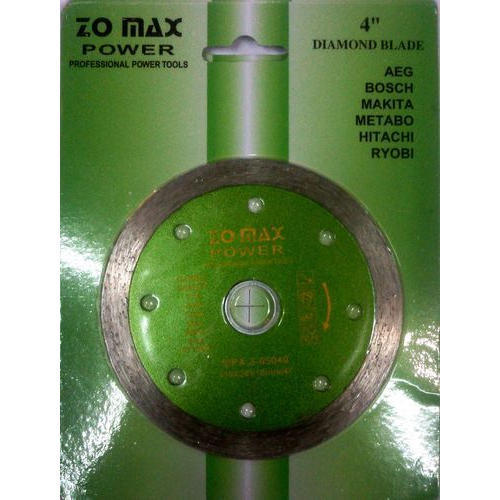 ZO MAX
POWER
PROFESSIONAL POWER TOOLS
4"
DIAMOND BLADE
AEG
BOSCH
MAKITA
METABO
HITACHI
RYOBI
ZO MAX
POWER